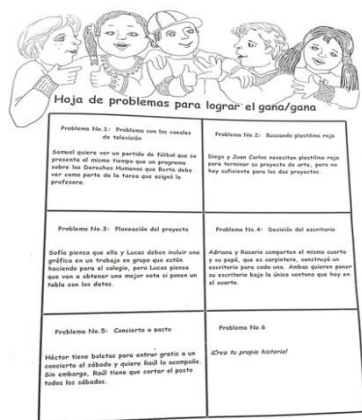 Hoja de problemas para lograr el gana/gana
Problema No.1: Problema con los canales
de televisión
Samuel quiere ver un partido de fútbol que se
presenta al mismo tiempo que un programa
sobre los Derechos Humanos que Berta debe
ver como parte de la tarea que asignó la
profesora.
Problema No.2: Buscando plastilina roja
Diego y Juan Carlos necesitan plastilina roja
para terminar su proyecto de arte, pero no
hay suficiente para los dos proyectos.
Problema No.3: Planeación del proyecto
Sofía piensa que ella y Lucas deben incluir una
gráfica en un trabajo en grupo que están
haciendo para el colegio, pero Lucas piensa
que van a obtener una mejor nota si ponen un
tabla con los datos.
Problema No.4: Decisión del escritorio
Adriana y Rosario comparten el mismo cuarto
y su papá, que es carpintero, construyó un
escritorio para cada una. Ambas quieren poner
su escritorio bajo la única ventana que hay en
el cuarto.
Problema No.5: Concierto o pasto
Héctor tiene boletas para entrar gratis a un
concierto el sábado y quiere Raúl lo acompañe.
Sin embargo, Raúl tiene que cortar el pasto
todos los sábados.
Problema No.6
¡Crea tu propia historia!